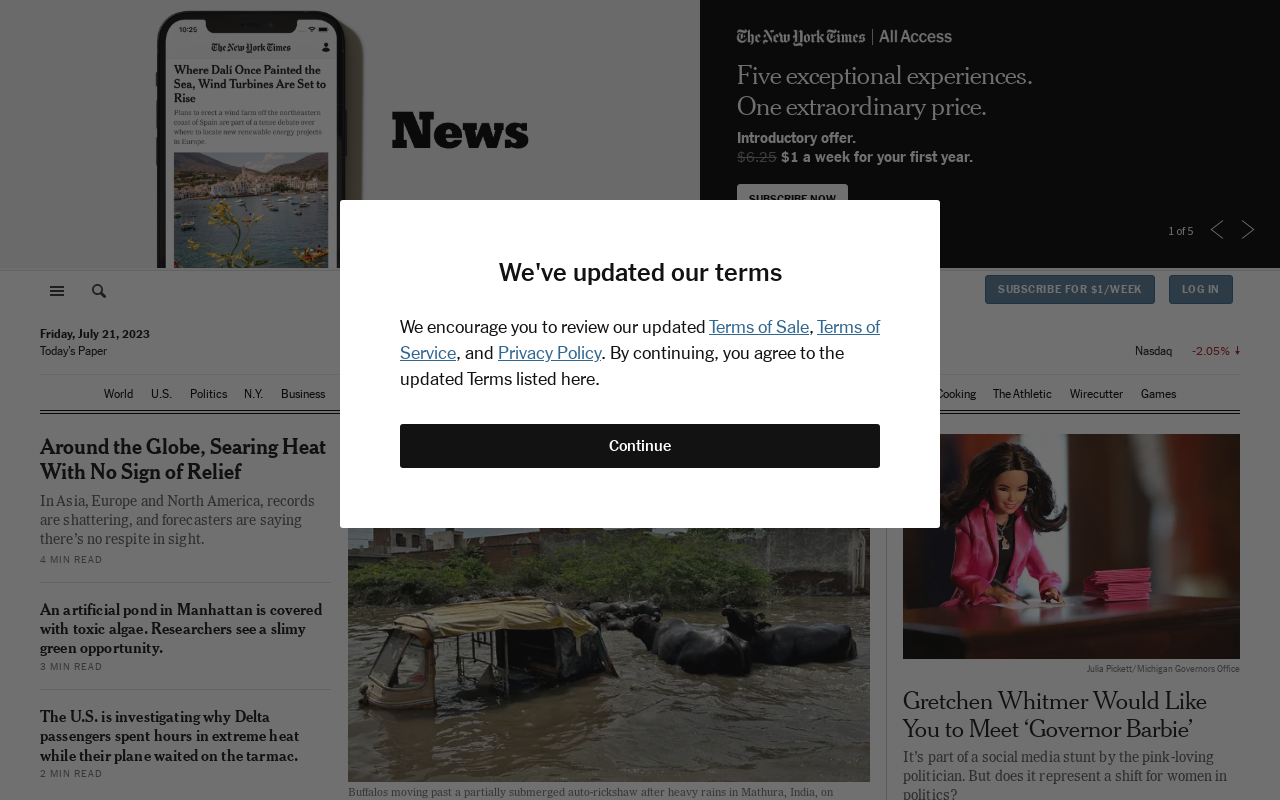 10:25
The New York Times
Where Dalí Once Painted the
Sea, Wind Turbines Are Set to
Rise
Plans to erect a wind farm off the northeastern
coast of Spain are part of a tense debate over
where to locate new renewable energy projects
in Europe.
News
The New York Times | All Access
Five exceptional experiences.
One extraordinary price.
Introductory offer.
$6.25 $1 a week for your first year.
SUBSCRIBE NOW
1 of 5
We've updated our terms
We encourage you to review our updated Terms of Sale, Terms of
Service, and Privacy Policy. By continuing, you agree to the
updated Terms listed here.
Continue
SUBSCRIBE FOR $1/WEEK
LOG IN
Friday, July 21, 2023
Today's Paper
Nasdaq -2.05%
World U.S. Politics N.Y. Business Cooking The Athletic Wirecutter Games
Around the Globe, Searing Heat
With No Sign of Relief
In Asia, Europe and North America, records
are shattering, and forecasters are saying
there's no respite in sight.
4 MIN READ
An artificial pond in Manhattan is covered
with toxic algae. Researchers see a slimy
green opportunity.
3 MIN READ
The U.S. is investigating why Delta
passengers spent hours in extreme heat
while their plane waited on the tarmac.
2 MIN READ
Buffalos moving past a partially submerged auto-rickshaw after heavy rains in Mathura, India, on
Julia Pickett/Michigan Governors Office
Gretchen Whitmer Would Like
You to Meet ‘Governor Barbie’
It's part of a social media stunt by the pink-loving
politician. But does it represent a shift for women in
politics?